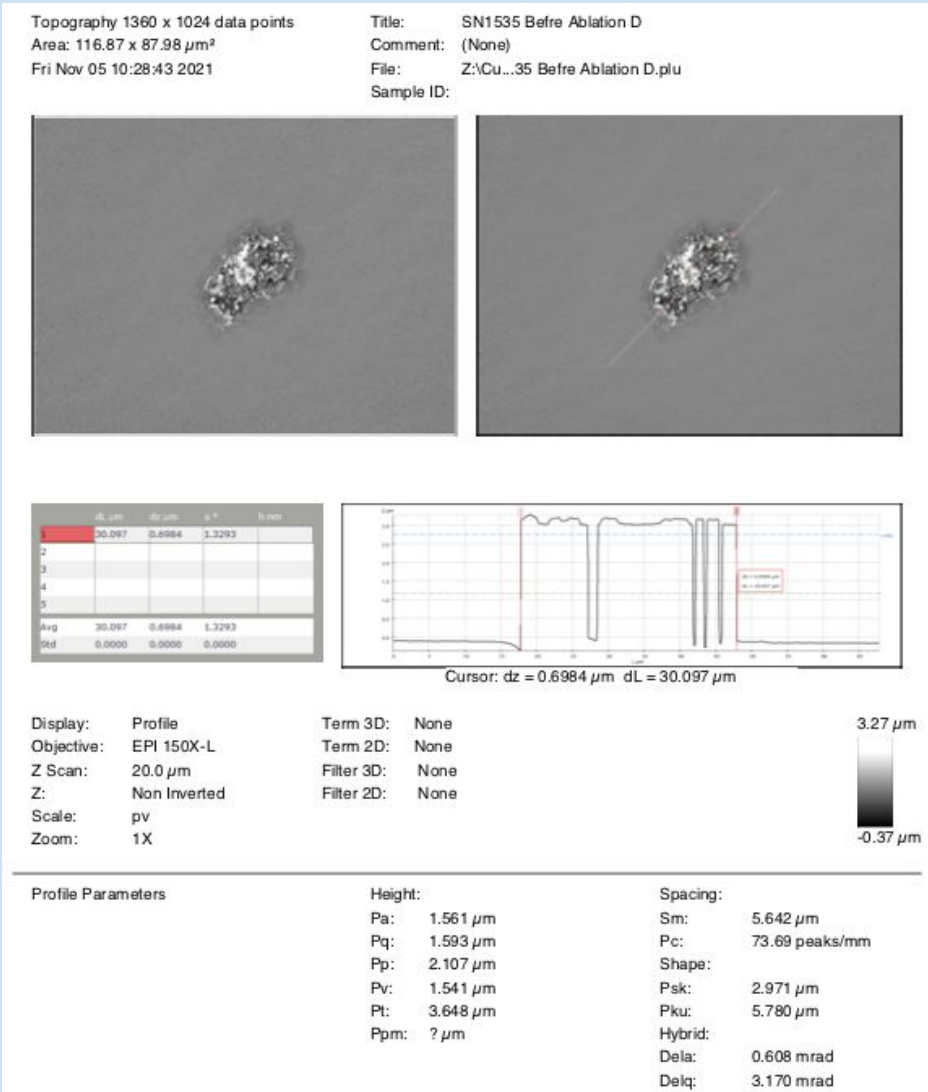 Topography 1360 x 1024 data points
Area: 116.87 x 87.98 µm²
Fri Nov 05 10:28:43 2021
Title: SN1535 Befre Ablation D
Comment: (None)
File: Z:\Cu...35 Befre Ablation D.plu
Sample ID:
dL µm dz µm a ° h nm
1 30.097 0.6984 1.3293
2
3
4
5
Avg 30.097 0.6984 1.3293
Std 0.0000 0.0000 0.0000
Cursor: dz = 0.6984 µm dL = 30.097 µm
Display: Profile
Objective: EPI 150X-L
Z Scan: 20.0 µm
Z: Non Inverted
Scale: pv
Zoom: 1X
Term 3D: None
Term 2D: None
Filter 3D: None
Filter 2D: None
3.27 µm
-0.37 µm
Profile Parameters
Height:
Pa: 1.561 µm
Pq: 1.593 µm
Pp: 2.107 µm
Pv: 1.541 µm
Pt: 3.648 µm
Ppm: ? µm
Spacing:
Sm: 5.642 µm
Pc: 73.69 peaks/mm
Shape:
Psk: 2.971 µm
Pku: 5.780 µm
Hybrid:
Dela: 0.608 mrad
Delq: 3.170 mrad